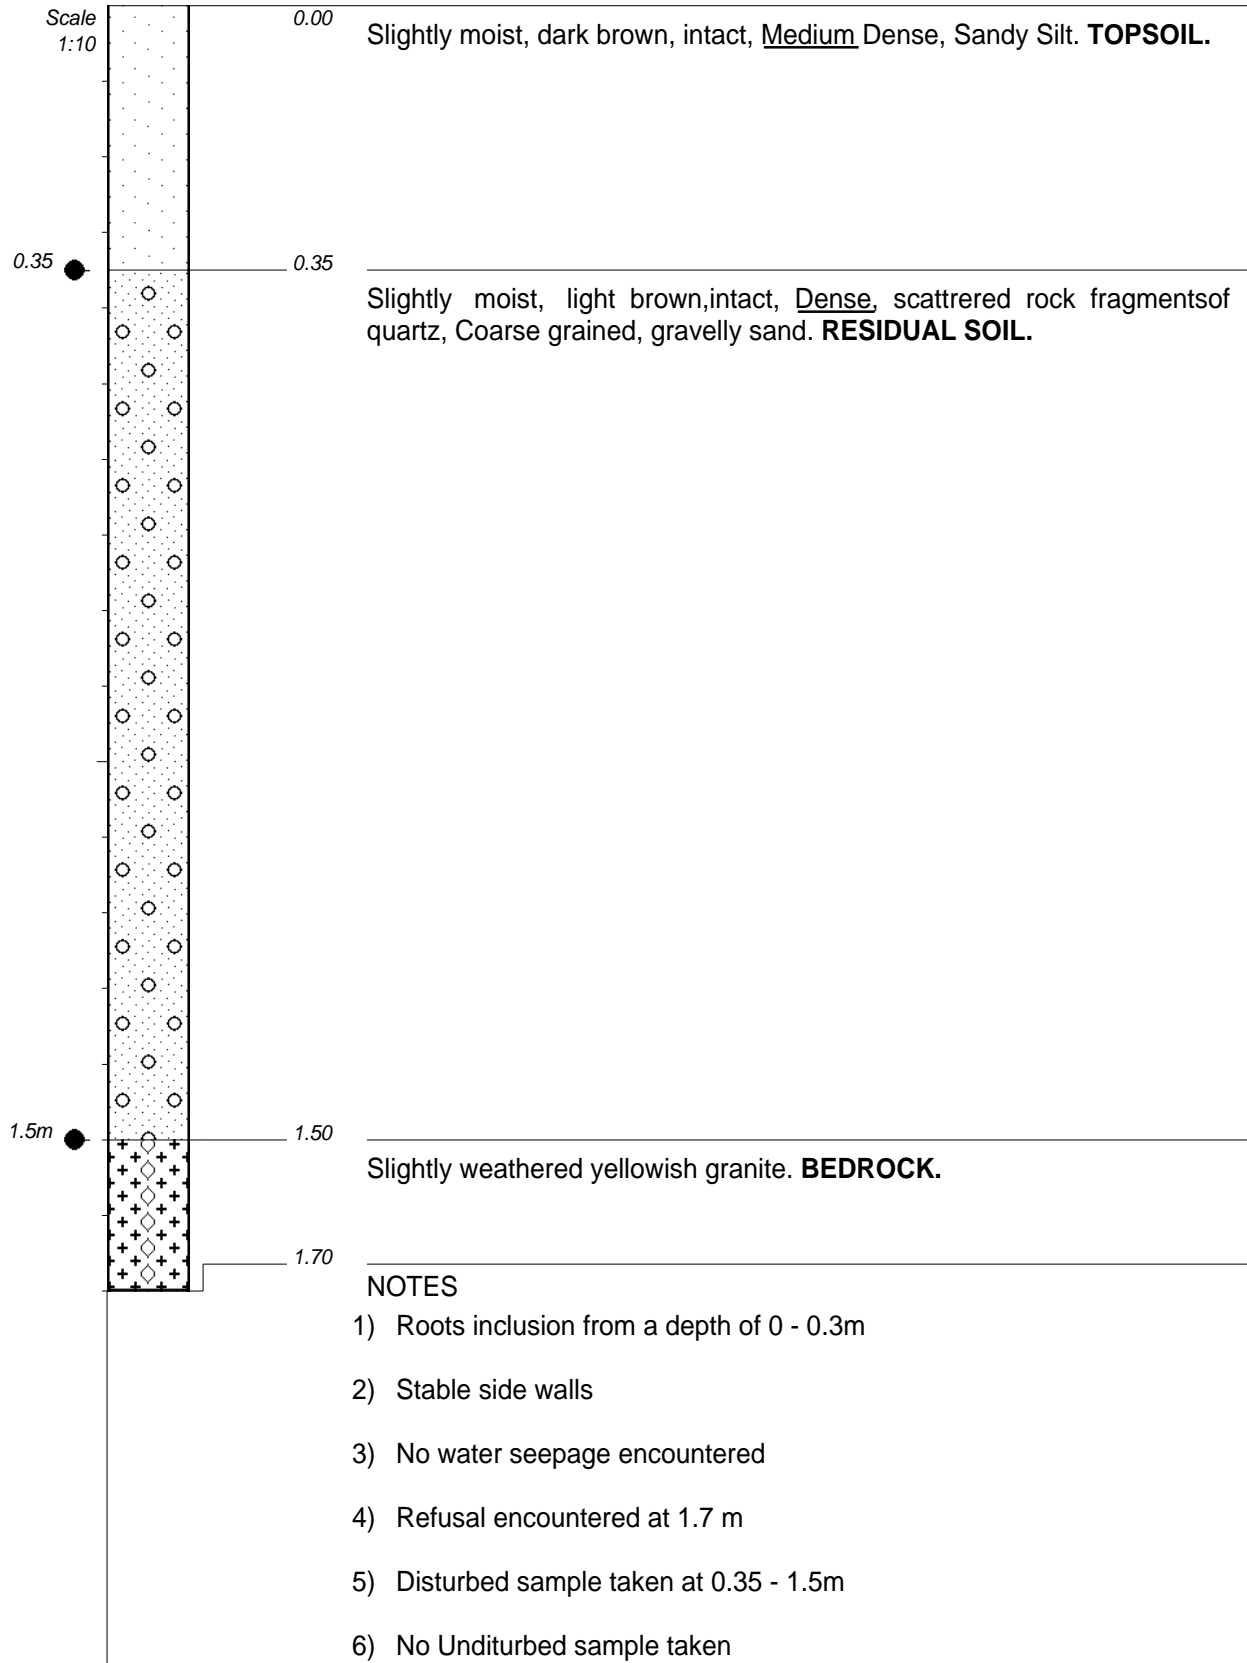 Scale
1:10
0.00
Slightly moist, dark brown, intact, Medium Dense, Sandy Silt. TOPSOIL.
0.35
0.35
Slightly moist, light brown,intact, Dense, scattrered rock fragmentsof
quartz, Coarse grained, gravelly sand. RESIDUAL SOIL.
1.5m
1.50
Slightly weathered yellowish granite. BEDROCK.
1.70
NOTES
1) Roots inclusion from a depth of 0 - 0.3m
2) Stable side walls
3) No water seepage encountered
4) Refusal encountered at 1.7 m
5) Disturbed sample taken at 0.35 - 1.5m
6) No Unditurbed sample taken